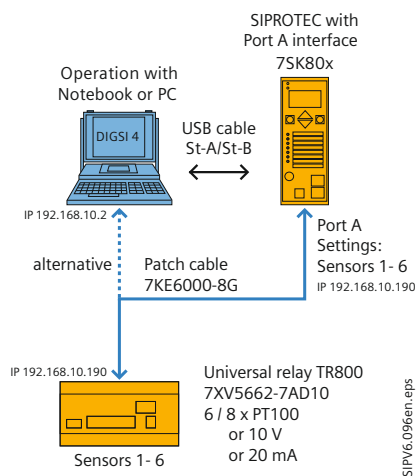 SIPROTEC with
Port A interface
7SK80x
Operation with
Notebook or PC
DIGSI 4
USB cable
St-A/St-B
IP 192.168.10.2
alternative
Patch cable
7KE6000-8G
Port A
Settings:
Sensors 1- 6
IP 192.168.10.190
IP 192.168.10.190
Sensors 1- 6
Universal relay TR800
7XV5662-7AD10
6 / 8 x PT100
or 10 V
or 20 mA
SIPV6.096en.eps